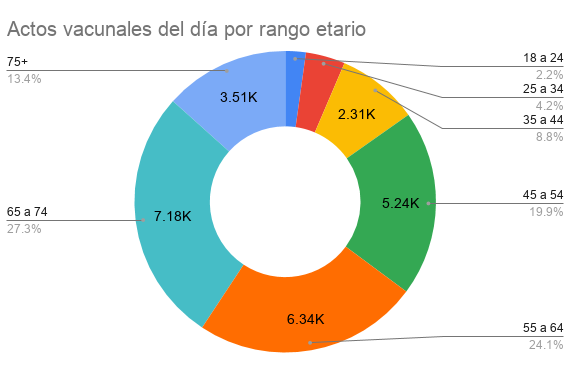 Actos vacunales del día por rango etario
75+
13.4%
18 a 24
2.2%
25 a 34
4.2%
35 a 44
8.8%
3.51K
2.31K
45 a 54
19.9%
5.24K
65 a 74
27.3%
7.18K
6.34K
55 a 64
24.1%